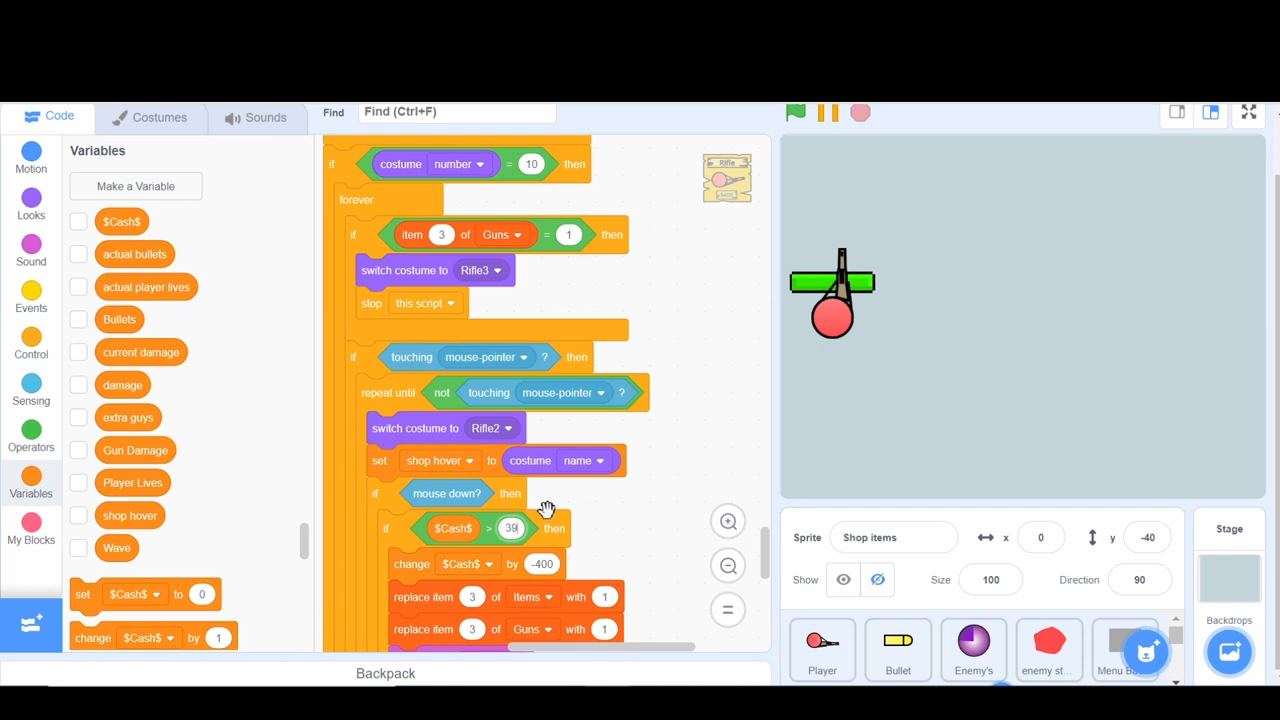 Code
Costumes
Sounds
Find
Find (Ctrl+F)
Motion
Looks
Sound
Events
Control
Sensing
Operators
Variables
My Blocks
Variables
Make a Variable
$Cash$
actual bullets
actual player lives
Bullets
current damage
damage
extra guys
Gun Damage
Player Lives
shop hover
Wave
set $Cash$ to 0
change $Cash$ by 1
if costume number = 10 then
forever
if item 3 of Guns = 1 then
switch costume to Rifle3
stop this script
if touching mouse-pointer ? then
repeat until not touching mouse-pointer ?
switch costume to Rifle2
set shop hover to costume name
if mouse down? then
if $Cash$ > 39 then
change $Cash$ by -400
replace item 3 of Items with 1
replace item 3 of Guns with 1
Rifle
Backpack
Sprite Shop items x 0 y -40
Show Size 100 Direction 90
Player
Bullet
Enemy's
enemy st...
Stage
Backdrops